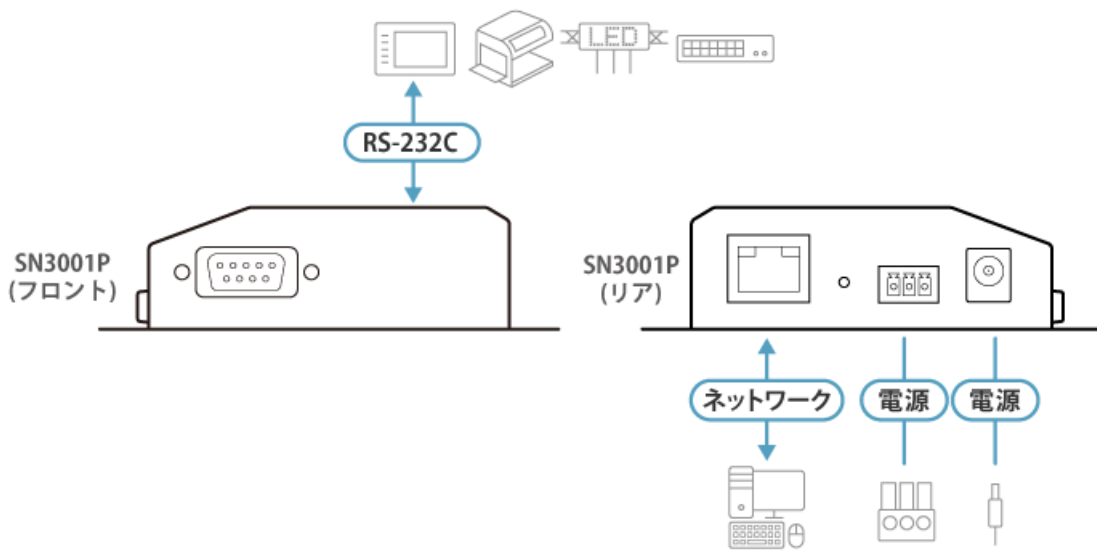 LED
RS-232C
SN3001P
(フロント)
SN3001P
(リア)
ネットワーク
電源
電源